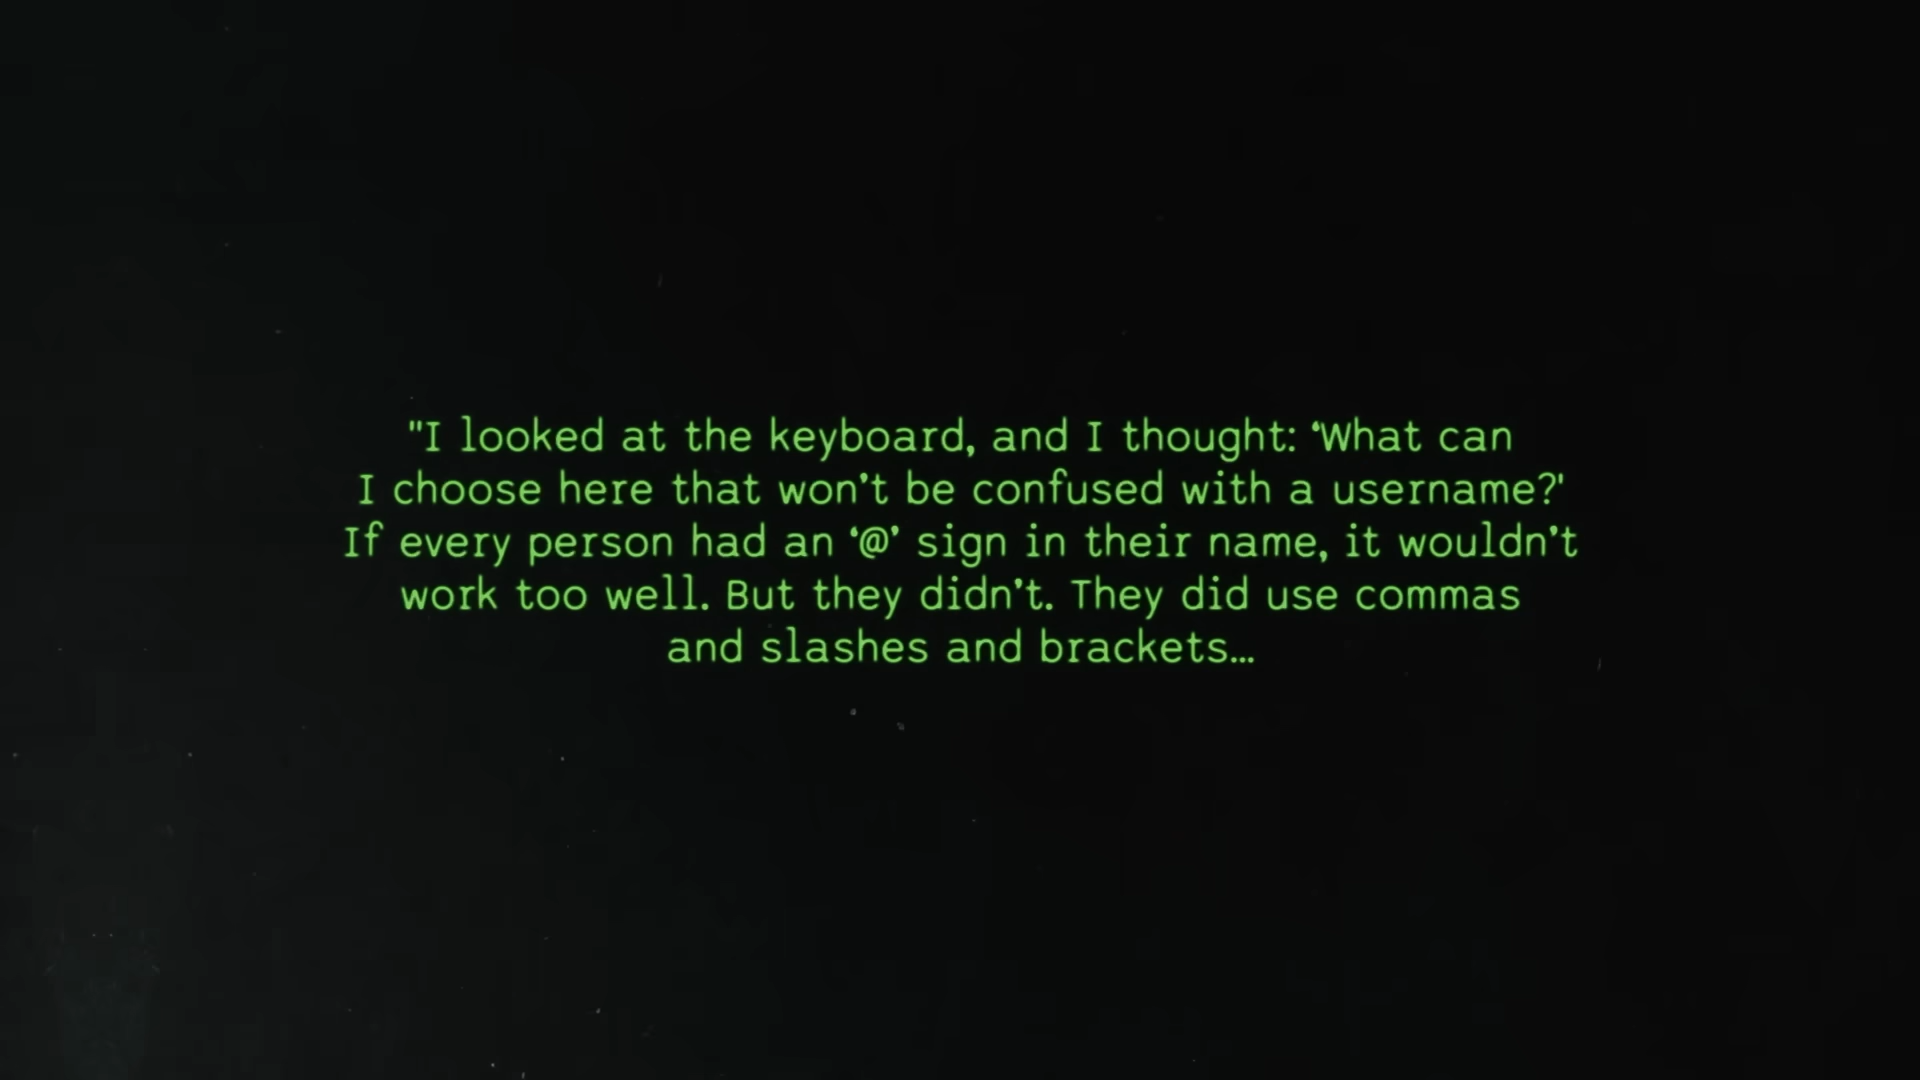 "I looked at the keyboard, and I thought: ‘What can
I choose here that won’t be confused with a username?'
If every person had an ‘@’ sign in their name, it wouldn’t
work too well. But they didn’t. They did use commas
and slashes and brackets…